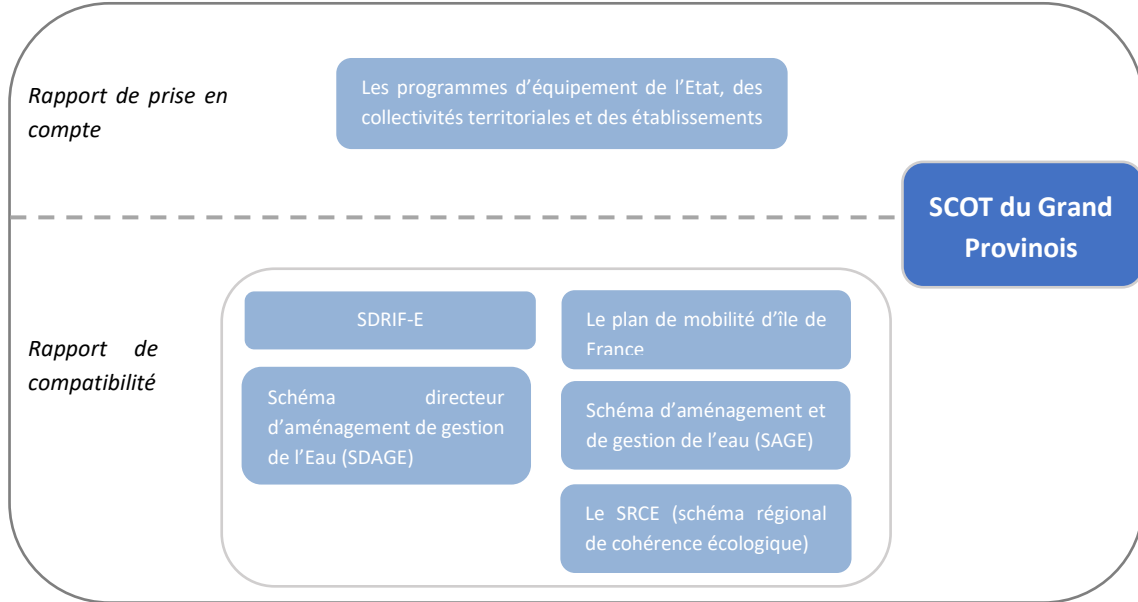 Rapport de prise en
compte
Les programmes d'équipement de l'Etat, des
collectivités territoriales et des établissements
SCOT du Grand
Provinois
Rapport de
compatibilité
SDRIF-E
Schéma directeur
d'aménagement de gestion
de l'Eau (SDAGE)
Le plan de mobilité d'île de
France
Schéma d'aménagement et
de gestion de l'eau (SAGE)
Le SRCE (schéma régional
de cohérence écologique)